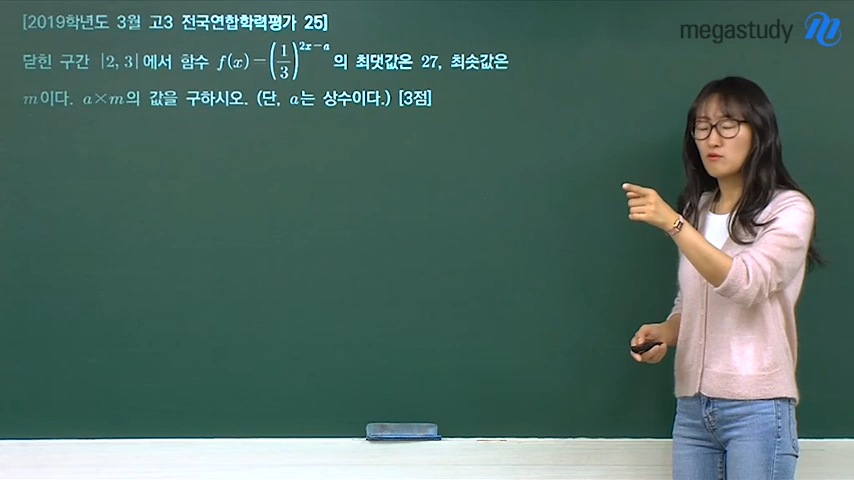 [2019학년도 3월 고3 전국연합학력평가 25]
megastudy
닫힌 구간 [2, 3]에서 함수 f(x)=(1/3)^{2x-a}의 최댓값은 27, 최솟값은
m이다. a×m의 값을 구하시오. (단, a는 상수이다.) [3점]